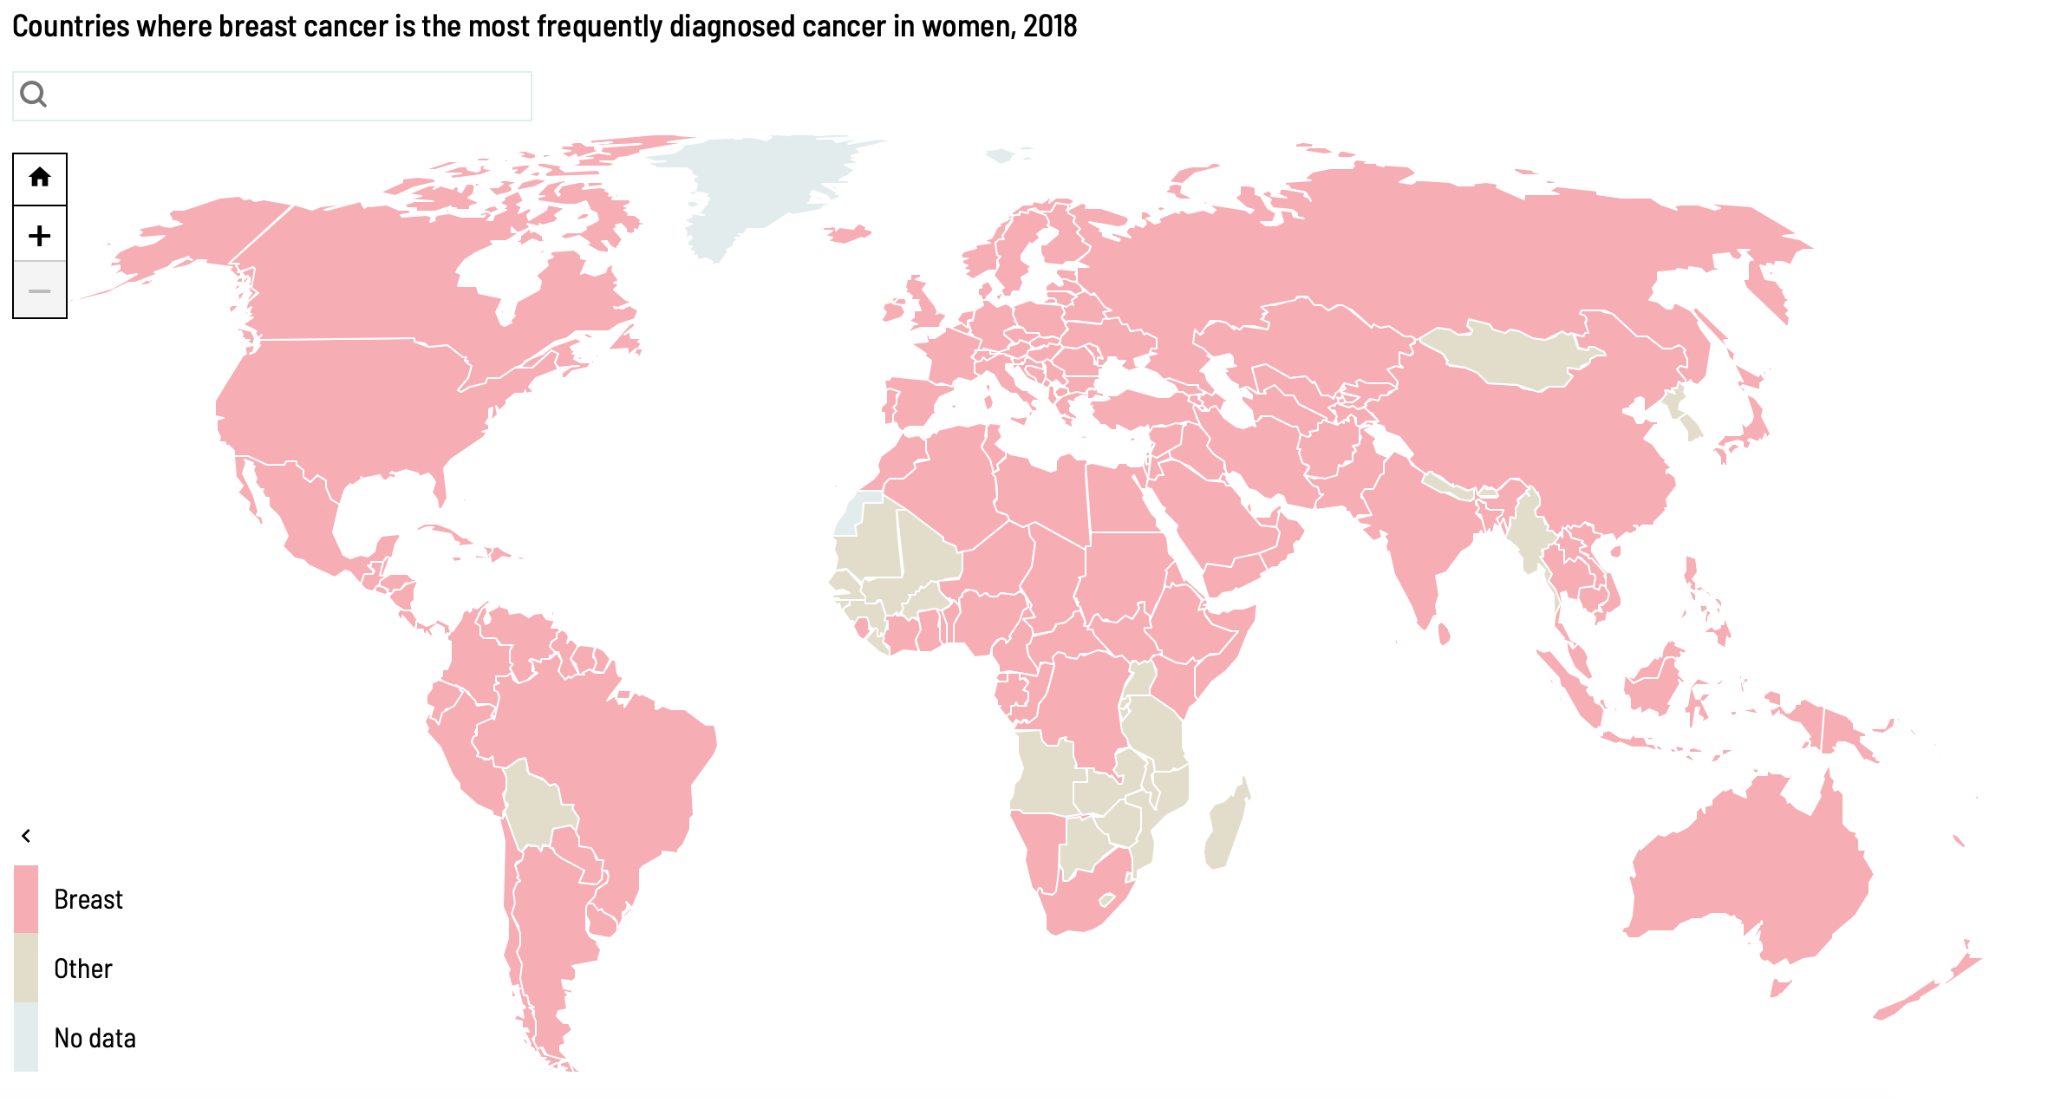 Countries where breast cancer is the most frequently diagnosed cancer in women, 2018
+
−
<
Breast
Other
No data